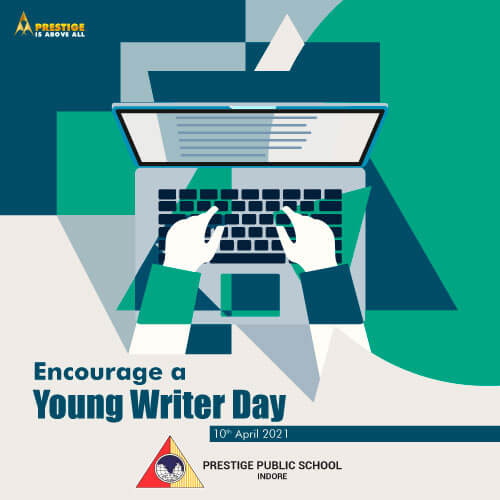 PRESTIGE
IS ABOVE ALL
Encourage a
Young Writer Day
10th April 2021
PRESTIGE PUBLIC SCHOOL
INDORE